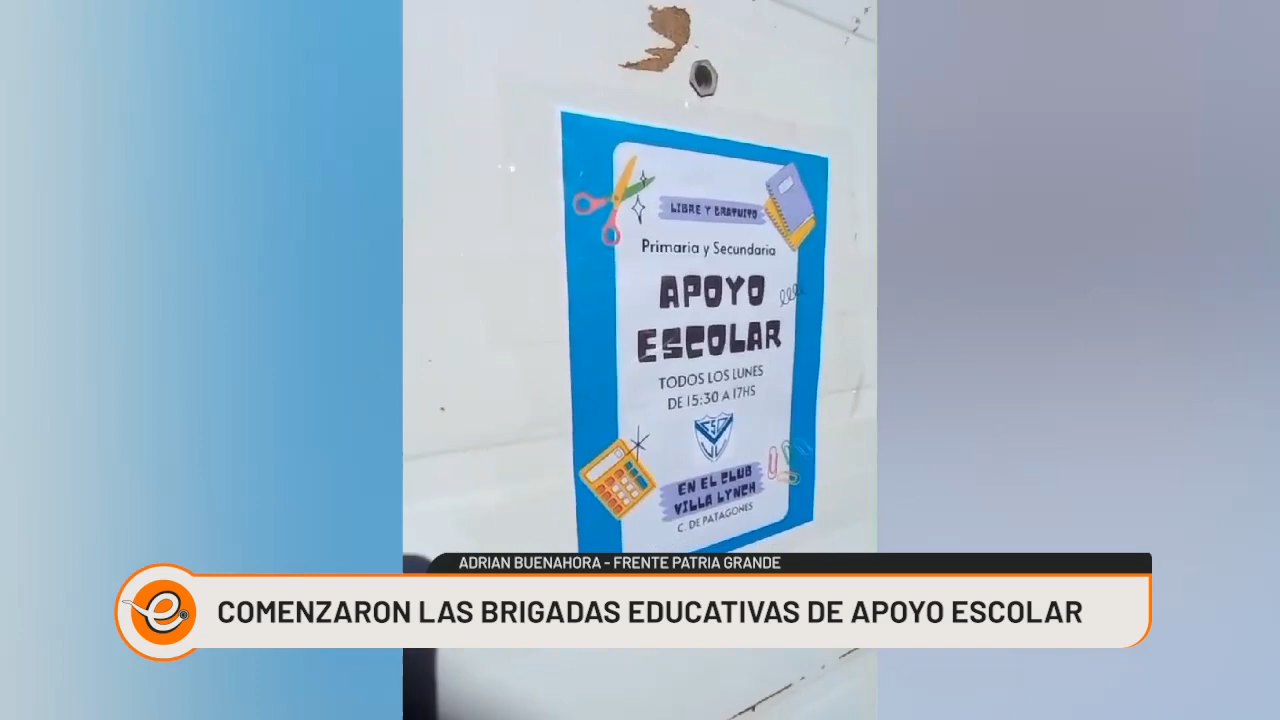 LIBRE Y GRATUITO
Primaria y Secundaria
APOYO
ESCOLAR
TODOS LOS LUNES
DE 15:30 A 17HS
EN EL CLUB
VILLA LYNCH
C. DE PATAGONES
ADRIAN BUENAHORA - FRENTE PATRIA GRANDE
COMENZARON LAS BRIGADAS EDUCATIVAS DE APOYO ESCOLAR